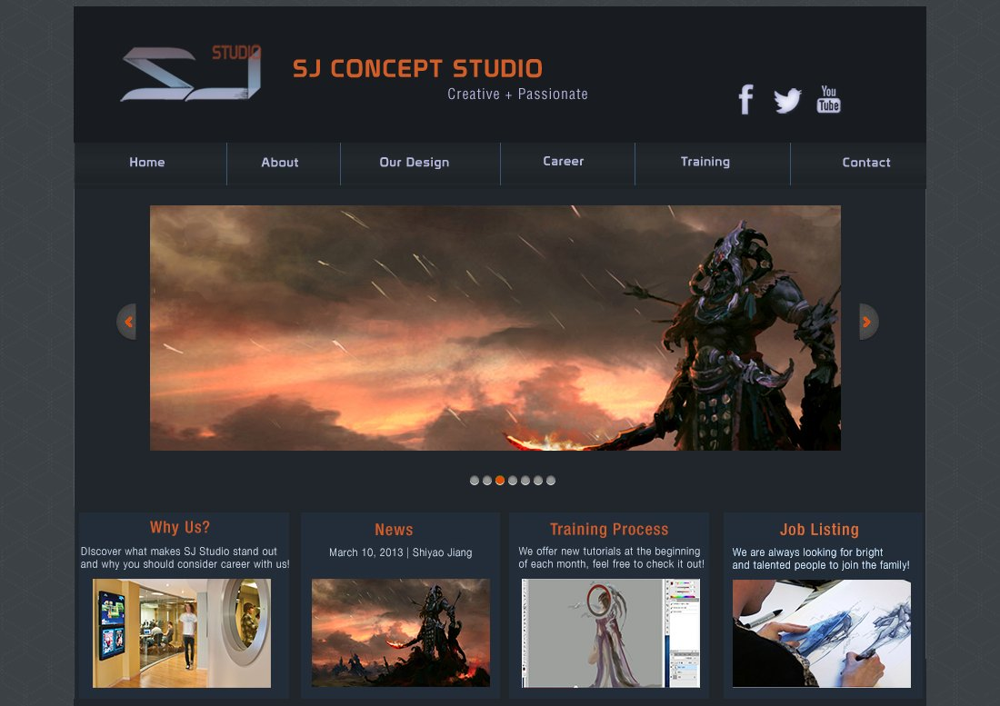 SJ STUDIO
SJ CONCEPT STUDIO
Creative + Passionate
f
You Tube
Home About Our Design Career Training Contact
Why Us?
DIscover what makes SJ Studio stand out
and why you should consider career with us!
News
March 10, 2013 | Shiyao Jiang
Training Process
We offer new tutorials at the beginning
of each month, feel free to check it out!
Job Listing
We are always looking for bright
and talented people to join the family!